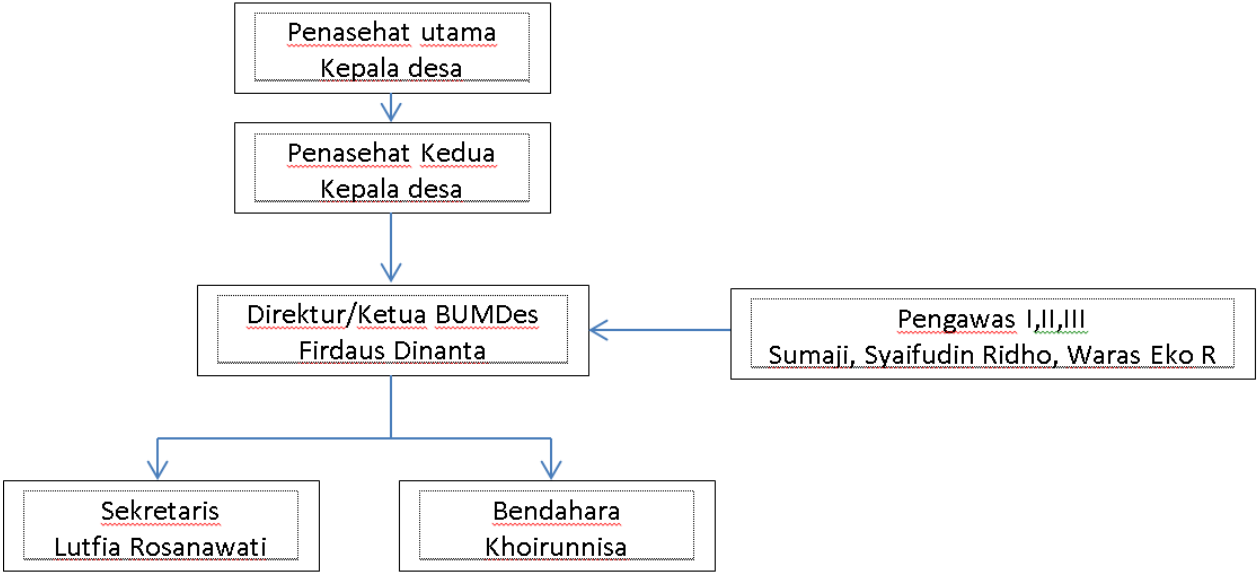 Penasehat utama
Kepala desa
Penasehat Kedua
Kepala desa
Direktur/Ketua BUMDes
Firdaus Dinanta
Pengawas I,II,III
Sumaji, Syaifudin Ridho, Waras Eko R
Sekretaris
Lutfia Rosanawati
Bendahara
Khoirunnisa